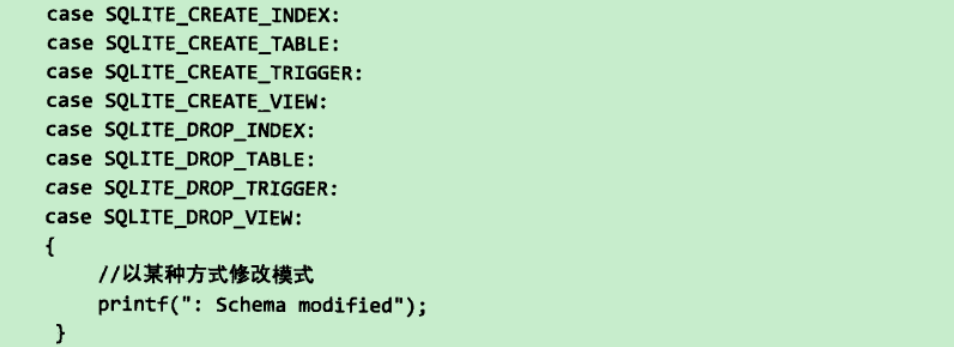 case SQLITE_CREATE_INDEX:
case SQLITE_CREATE_TABLE:
case SQLITE_CREATE_TRIGGER:
case SQLITE_CREATE_VIEW:
case SQLITE_DROP_INDEX:
case SQLITE_DROP_TABLE:
case SQLITE_DROP_TRIGGER:
case SQLITE_DROP_VIEW:
{
//以某种方式修改模式
printf(": Schema modified");
}